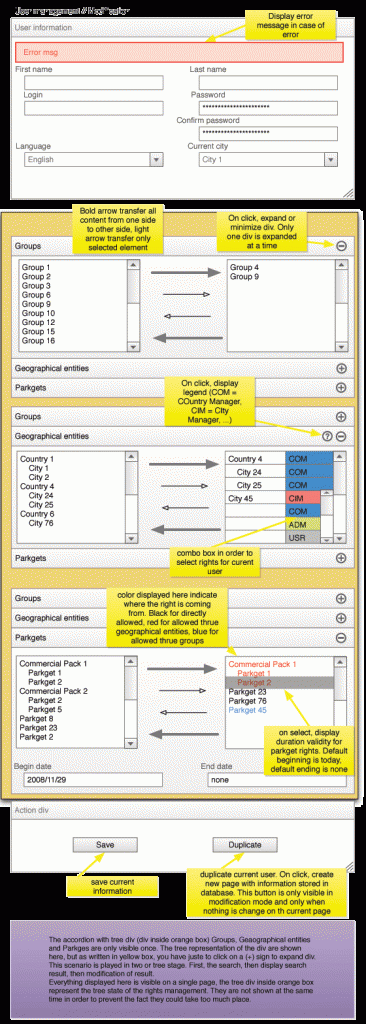 User management / Modification
Display error
message in case of
error
User information
Error msg
First name
Last name
Login
Password
**********************
Confirm password
**********************
Language
Current city
English
City 1
Bold arrow transfer all
content from one side
to other side, light
arrow transfer only
selected element
On click, expand or
minimize div. Only
one div is expanded
at a time
Groups
Group 1
Group 2
Group 3
Group 6
Group 9
Group 10
Group 12
Group 15
Group 16
Group 4
Group 9
Geographical entities
Parkgets
On click, display
legend (COM =
COuntry Manager,
CIM = CIty
Manager, ...)
Groups
Geographical entities
Country 1
City 1
City 2
Country 4
City 24
City 25
Country 6
City 76
Country 4 COM
City 24 COM
City 25 COM
City 45 CIM
COM
ADM
USR
combo box in order to
select rights for curent
user
Parkgets
color displayed here indicate
where the right is coming
from. Black for directly
allowed, red for allowed thrue
geographical entities, blue for
allowed thrue groups
Groups
Geographical entities
Parkgets
Commercial Pack 1
Parkget 1
Parkget 2
Commercial Pack 2
Parkget 2
Parkget 5
Parkget 8
Parkget 23
Parkget 2
Commercial Pack 1
Parkget 1
Parkget 2
Parkget 23
Parkget 76
Parkget 45
on select, display
duration validity for
parkget rights. Default
beginning is today,
default ending is none
Begin date
End date
2008/11/29
none
Action div
Save
Duplicate
save current
information
duplicate current user. On click, create
new page with information stored in
database. This button is only visible in
modification mode and only when
nothing is change on th current page
The accordion with tree div (div inside orange box) Groups, Geaographical entities
and Parkges are only visible once. The tree representation of the div are shown
here, but as written in yellow box, you have juste to click on a (+) sign to expand div.
This scenario is played in two or tree stage. First, the search, then display search
result, then modification of result.
Everything displayed here is visible on a single page, the tree div inside orange box
represent the tree state of the rights management. They are not shown at the same
time in order to prevent the fact they could take too much place.